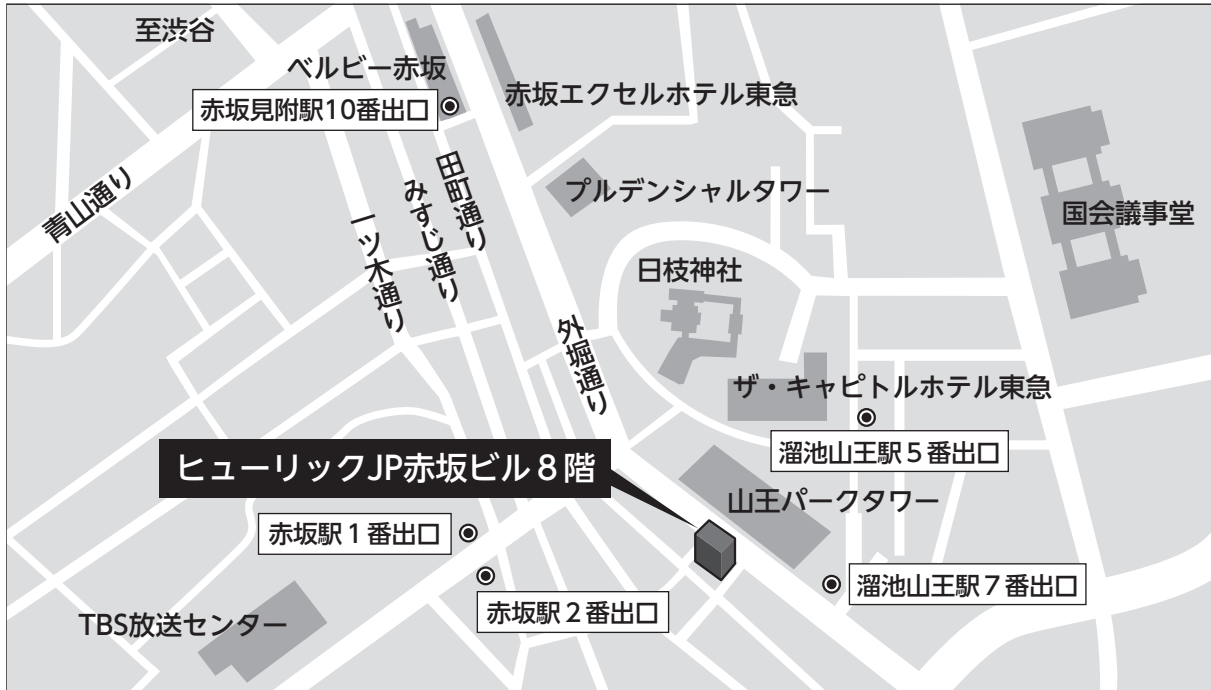 至渋谷
ベルビー赤坂
赤坂見附駅10番出口
赤坂エクセルホテル東急
青山通り
一ツ木通り
みすじ通り
田町通り
プルデンシャルタワー
国会議事堂
日枝神社
外堀通り
ザ・キャピトルホテル東急
溜池山王駅5番出口
ヒューリックJP赤坂ビル8階
山王パークタワー
赤坂駅1番出口
溜池山王駅7番出口
赤坂駅2番出口
TBS放送センター